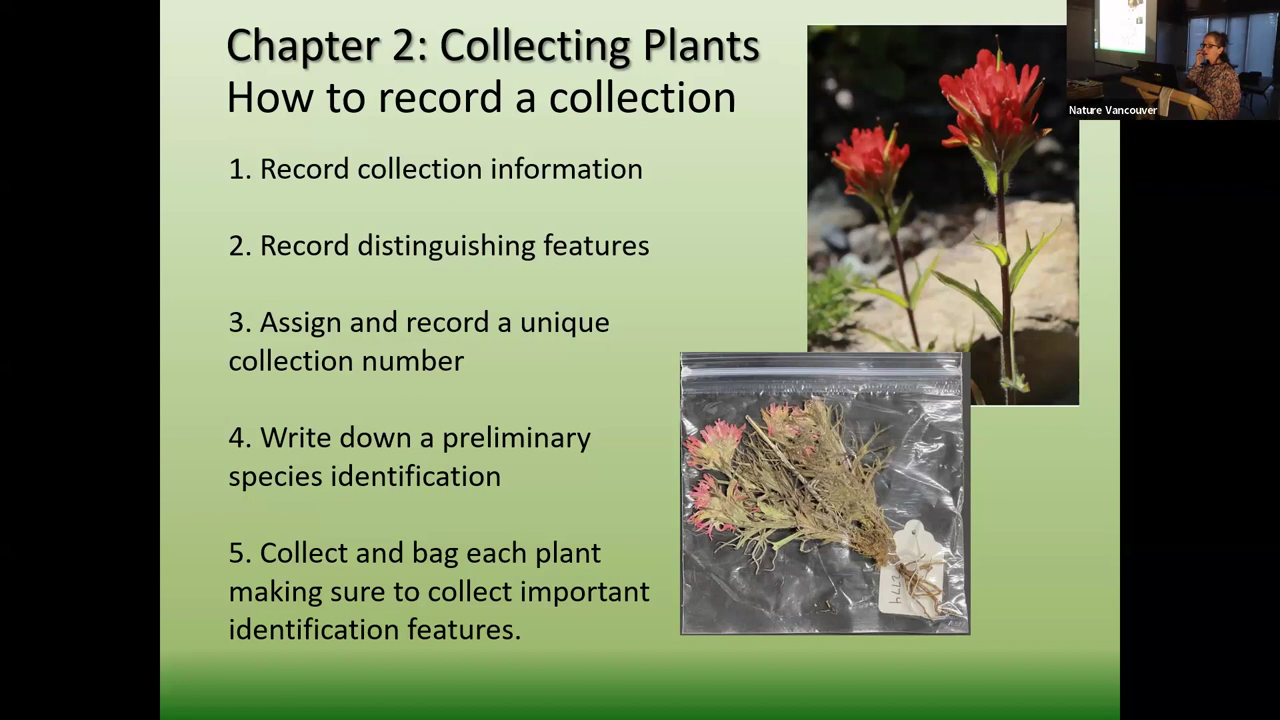 Chapter 2: Collecting Plants
How to record a collection
Nature Vancouver
1. Record collection information
2. Record distinguishing features
3. Assign and record a unique
collection number
4. Write down a preliminary
species identification
5. Collect and bag each plant
making sure to collect important
identification features.
2774